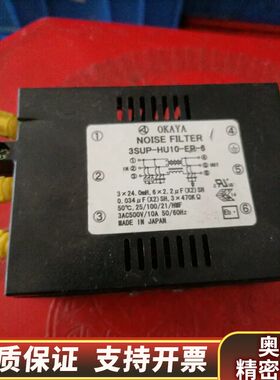 OKAYA
NOISE FILTER
3SUP-HU10-ER-6
① ④
② ⑤
③ ⑥
3×24.0mH, 6×2.2μF(X2)SH
0.034μF(X2)SH, 3×470KΩ
50℃, 25/100/21/HMF
3AC500V/10A 50/60Hz
MADE IN JAPAN
质保证 支持开票
奥
精密